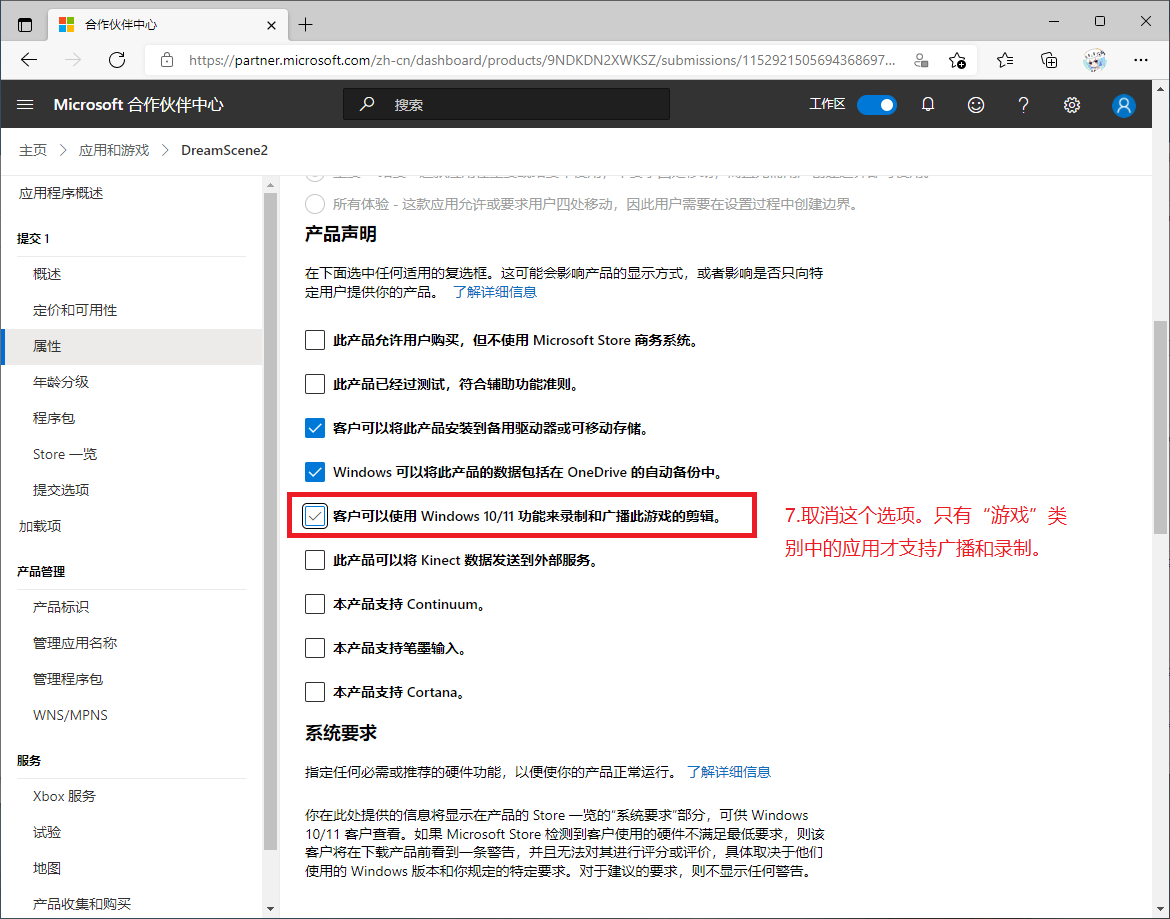 合作伙伴中心
https://partner.microsoft.com/zh-cn/dashboard/products/9NDKDN2XWKSZ/submissions/1152921505694368697...
Microsoft 合作伙伴中心
搜索
工作区
主页
应用和游戏
DreamScene2
应用程序概述
提交 1
概述
定价和可用性
属性
年龄分级
程序包
Store 一览
提交选项
加载项
产品管理
产品标识
管理应用名称
管理程序包
WNS/MPNS
服务
Xbox 服务
试验
地图
产品收集和购买
所有体验 - 这款应用允许或要求用户四处移动，因此用户需要在设置过程中创建边界。
产品声明
在下面选中任何适用的复选框。这可能会影响产品的显示方式，或者影响是否只向特
定用户提供你的产品。 了解详细信息
此产品允许用户购买，但不使用 Microsoft Store 商务系统。
此产品已经过测试，符合辅助功能准则。
客户可以将此产品安装到备用驱动器或可移动存储。
Windows 可以将此产品的数据包括在 OneDrive 的自动备份中。
客户可以使用 Windows 10/11 功能来录制和广播此游戏的剪辑。
7.取消这个选项。只有“游戏”类
别中的应用才支持广播和录制。
此产品可以将 Kinect 数据发送到外部服务。
本产品支持 Continuum。
本产品支持笔墨输入。
本产品支持 Cortana。
系统要求
指定任何必需或推荐的硬件功能，以便使你的产品正常运行。 了解详细信息
你在此处提供的信息将显示在产品的 Store 一览的“系统要求”部分，可供 Windows
10/11 客户查看。如果 Microsoft Store 检测到客户使用的硬件不满足最低要求，则该
客户将在下载产品前看到一条警告，并且无法对其进行评分或评价，具体取决于他们
使用的 Windows 版本和你规定的特定要求。对于建议的要求，则不显示任何警告。